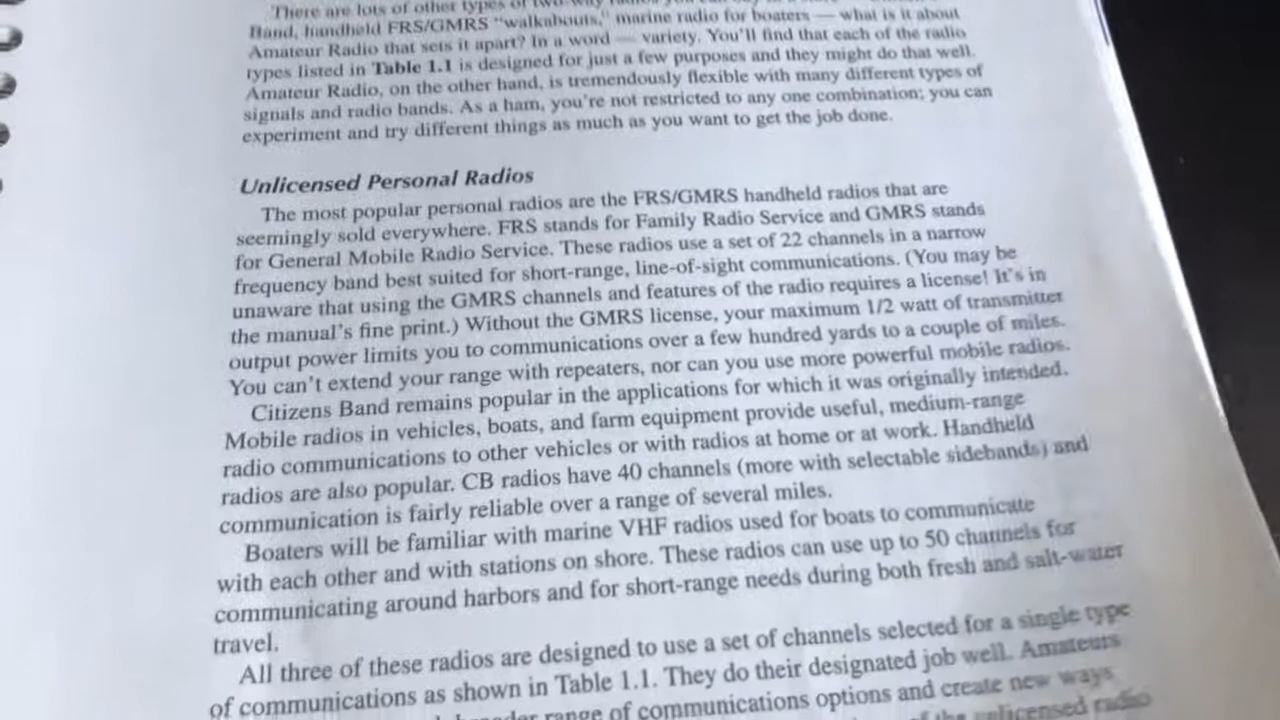 There are lots of other types of two-way radios you can buy
Band, handheld FRS/GMRS “walkabouts,” marine radio for boaters — what is it about
Amateur Radio that sets it apart? In a word — variety. You’ll find that each of the radio
types listed in Table 1.1 is designed for just a few purposes and they might do that well.
Amateur Radio, on the other hand, is tremendously flexible with many different types of
signals and radio bands. As a ham, you’re not restricted to any one combination; you can
experiment and try different things as much as you want to get the job done.
Unlicensed Personal Radios
The most popular personal radios are the FRS/GMRS handheld radios that are
seemingly sold everywhere. FRS stands for Family Radio Service and GMRS stands
for General Mobile Radio Service. These radios use a set of 22 channels in a narrow
frequency band best suited for short-range, line-of-sight communications. (You may be
unaware that using the GMRS channels and features of the radio requires a license! It’s in
the manual’s fine print.) Without the GMRS license, your maximum 1/2 watt of transmitter
output power limits you to communications over a few hundred yards to a couple of miles.
You can’t extend your range with repeaters, nor can you use more powerful mobile radios.
Citizens Band remains popular in the applications for which it was originally intended.
Mobile radios in vehicles, boats, and farm equipment provide useful, medium-range
radio communications to other vehicles or with radios at home or at work. Handheld
radios are also popular. CB radios have 40 channels (more with selectable sidebands) and
communication is fairly reliable over a range of several miles.
Boaters will be familiar with marine VHF radios used for boats to communicate
with each other and with stations on shore. These radios can use up to 50 channels for
communicating around harbors and for short-range needs during both fresh and salt-water
travel.
All three of these radios are designed to use a set of channels selected for a single type
of communications as shown in Table 1.1. They do their designated job well. Amateurs
range of communications options and create new ways
of the unlicensed radio